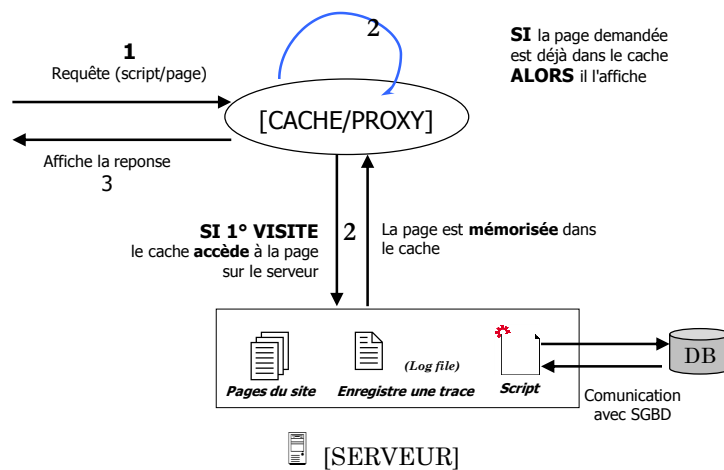 2
SI la page demandée
est déjà dans le cache
ALORS il l'affiche
1
Requête (script/page)
[CACHE/PROXY]
Affiche la reponse
3
SI 1° VISITE
le cache accède à la page
sur le serveur
2
La page est mémorisée dans
le cache
Pages du site
(Log file)
Enregistre une trace
Script
DB
Comunication
avec SGBD
[SERVEUR]